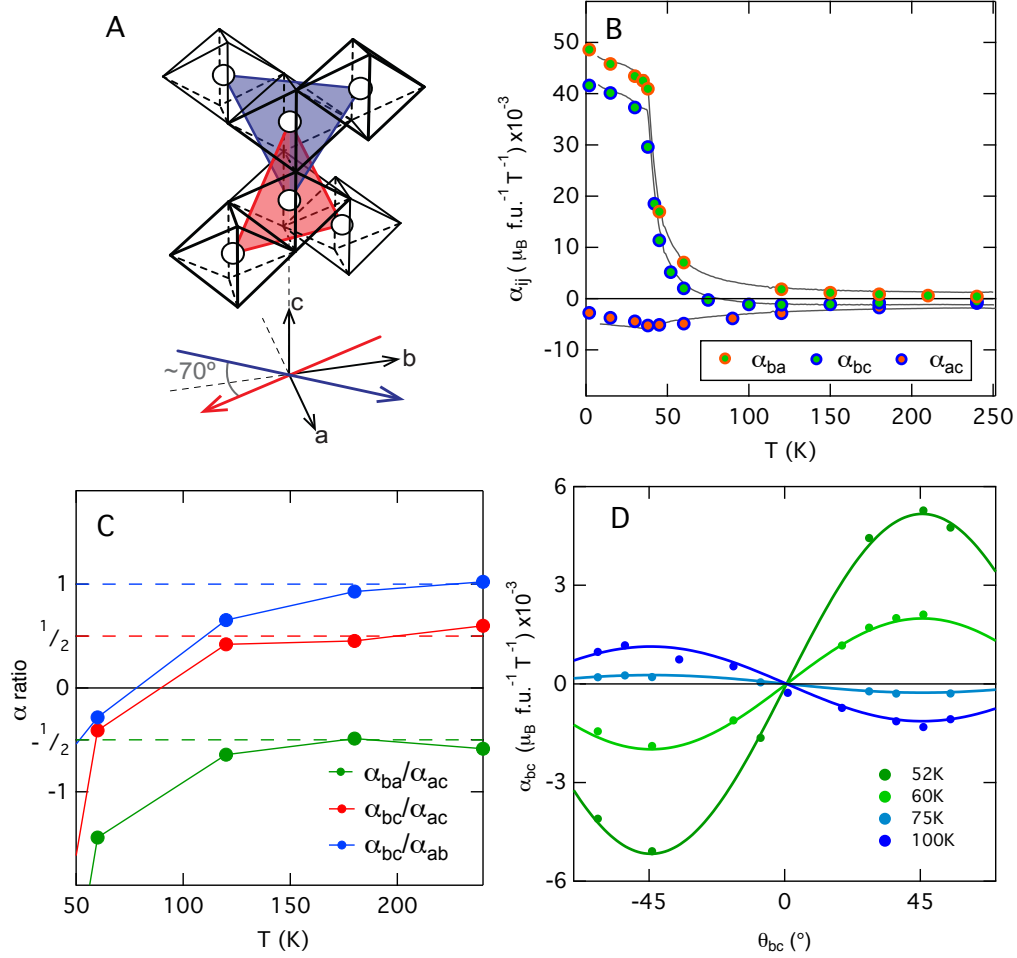 A
c
b
a
~70°
B
α_ij ( μ_B f.u.⁻¹ T⁻¹) x10⁻³
50
40
30
20
10
0
-10
α_ba α_bc α_ac
0 50 100 150 200 250
T (K)
C
α ratio
1
1/2
0
-1/2
-1
α_ba/α_ac
α_bc/α_ac
α_bc/α_ab
50 100 150 200
T (K)
D
α_bc (μ_B f.u.⁻¹ T⁻¹) x10⁻³
6
3
0
-3
-6
52K
60K
75K
100K
-45 0 45
θ_bc (°)